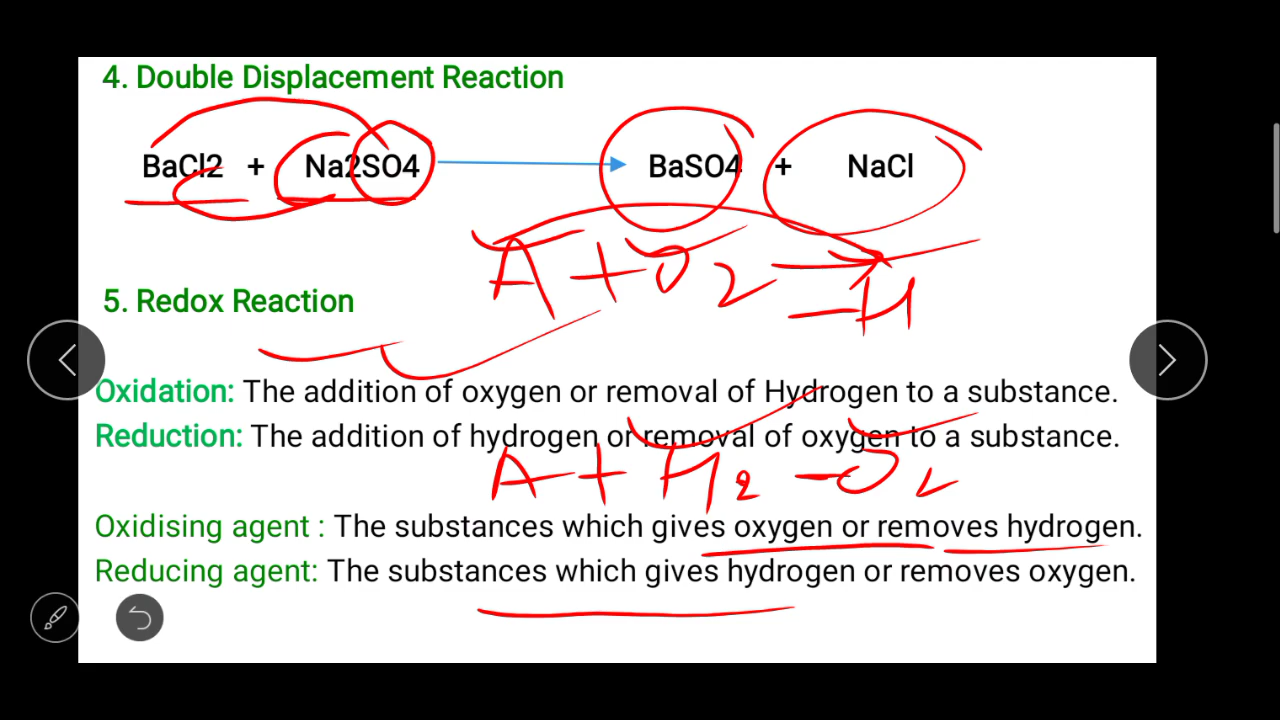 4. Double Displacement Reaction
BaCl2 + Na2SO4 BaSO4 + NaCl
A + O2 → - H
5. Redox Reaction
Oxidation: The addition of oxygen or removal of Hydrogen to a substance.
Reduction: The addition of hydrogen or removal of oxygen to a substance.
A + H2 - O2
Oxidising agent : The substances which gives oxygen or removes hydrogen.
Reducing agent: The substances which gives hydrogen or removes oxygen.